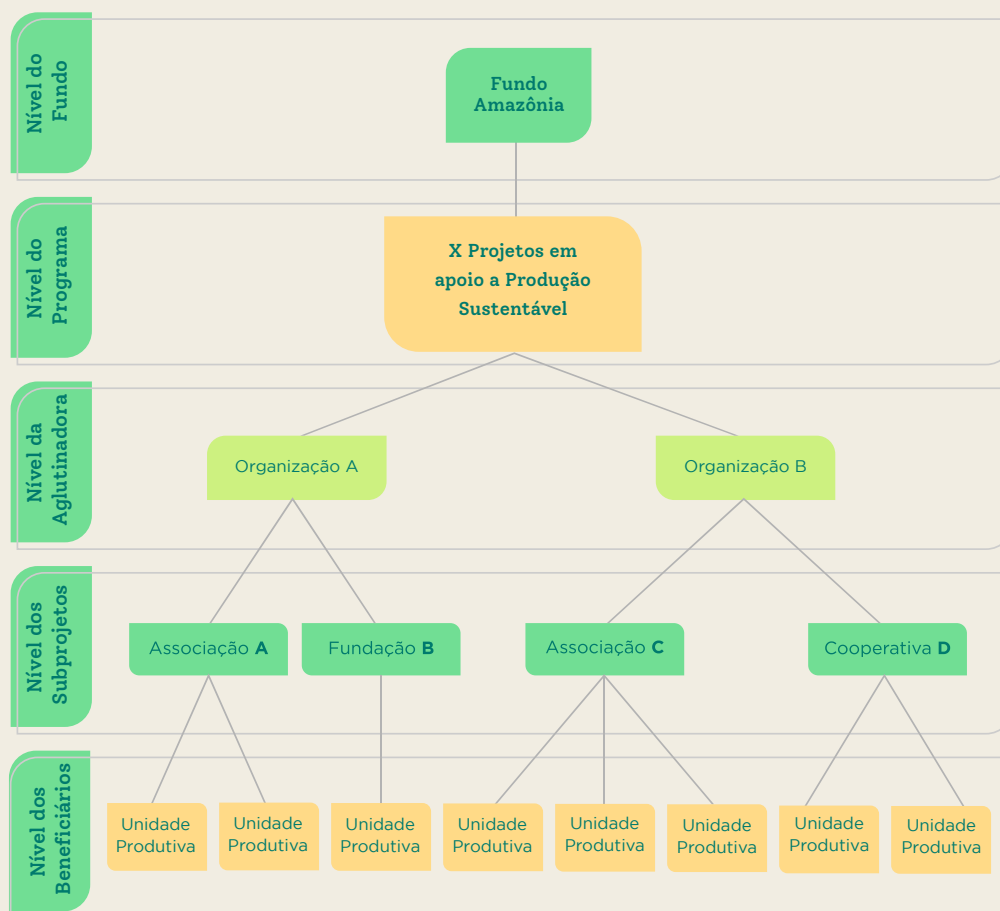 Nível do
Fundo
Fundo
Amazônia
Nível do
Programa
X Projetos em
apoio a Produção
Sustentável
Nível da
Aglutinadora
Organização A
Organização B
Nível dos
Subprojetos
Associação A
Fundação B
Associação C
Cooperativa D
Nível dos
Beneficiários
Unidade
Produtiva
Unidade
Produtiva
Unidade
Produtiva
Unidade
Produtiva
Unidade
Produtiva
Unidade
Produtiva
Unidade
Produtiva
Unidade
Produtiva